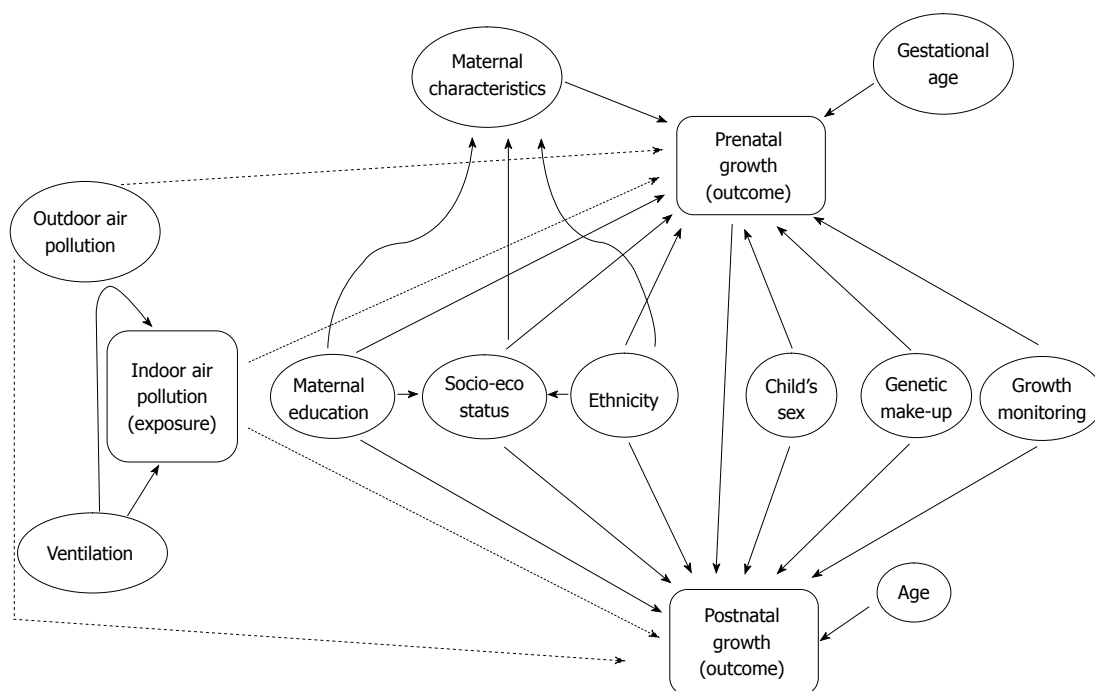 Maternal
characteristics
Gestational
age
Prenatal
growth
(outcome)
Outdoor air
pollution
Indoor air
pollution
(exposure)
Maternal
education
Socio-eco
status
Ethnicity
Child's
sex
Genetic
make-up
Growth
monitoring
Ventilation
Age
Postnatal
growth
(outcome)